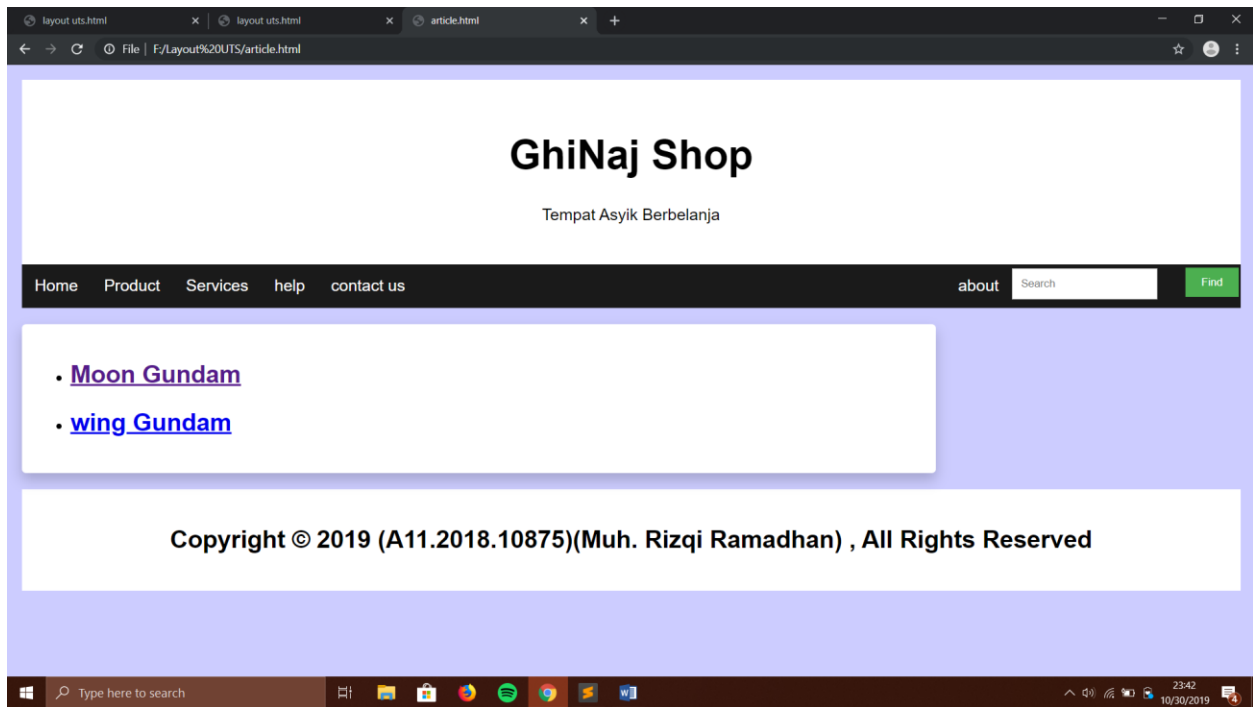 layout uts.html layout uts.html article.html
File | F:/Layout%20UTS/article.html
GhiNaj Shop
Tempat Asyik Berbelanja
Home Product Services help contact us about Search Find
• Moon Gundam
• wing Gundam
Copyright © 2019 (A11.2018.10875)(Muh. Rizqi Ramadhan) , All Rights Reserved
Type here to search
23:42
10/30/2019
4